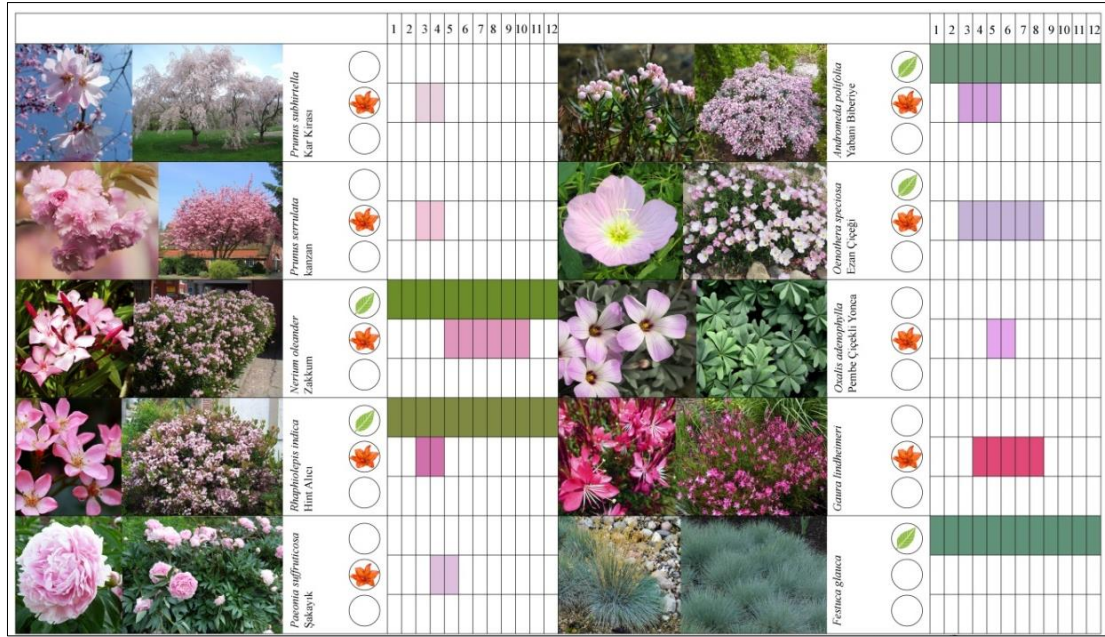 1 2 3 4 5 6 7 8 9 10 11 12
1 2 3 4 5 6 7 8 9 10 11 12
Prunus subhirtella
Kar Kirası
Prunus serrulata
kanzan
Nerium oleander
Zakkum
Rhaphiolepis indica
Hint Alıcı
Paeonia suffruticosa
Şakayık
Andromeda polifolia
Yabani Biberiye
Oenothera speciosa
Ezan Çiçeği
Oxalis adenophylla
Pembe Çiçekli Yonca
Gaura lindheimeri
Festuca glauca